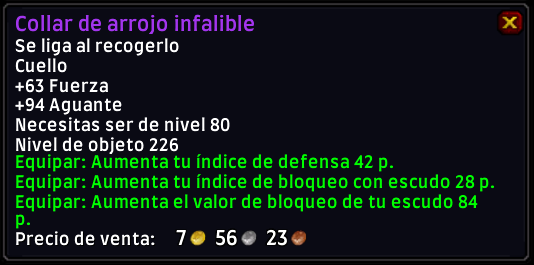 Collar de arrojo infalible
Se liga al recogerlo
Cuello
+63 Fuerza
+94 Aguante
Necesitas ser de nivel 80
Nivel de objeto 226
Equipar: Aumenta tu índice de defensa 42 p.
Equipar: Aumenta tu índice de bloqueo con escudo 28 p.
Equipar: Aumenta el valor de bloqueo de tu escudo 84
p.
Precio de venta: 7 56 23